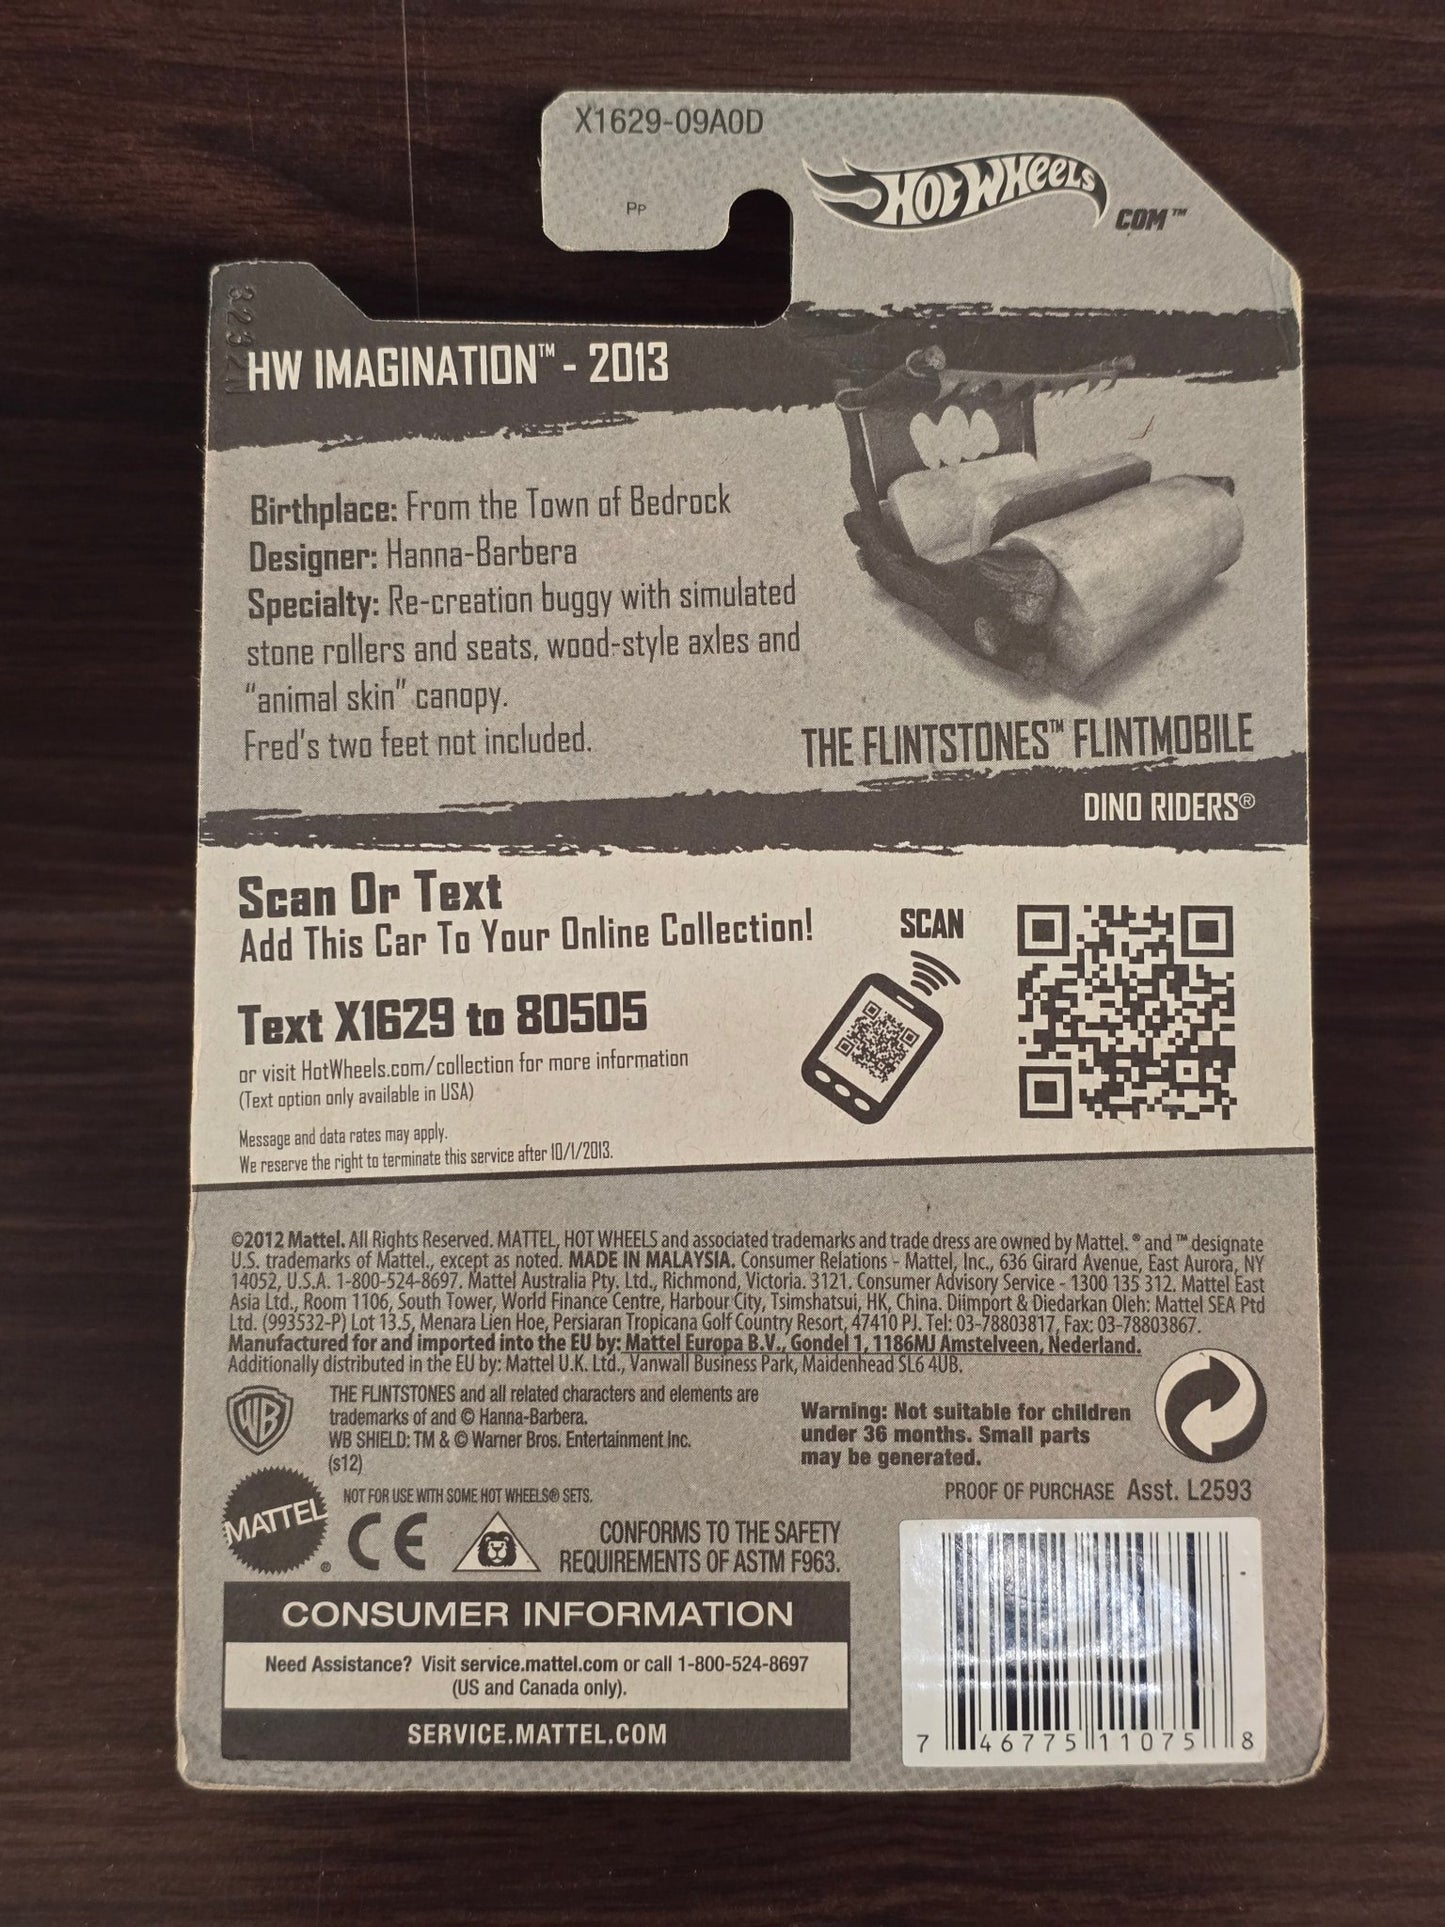 X1629-09A0D
PP
HOT WHEELS
.COM™
HW IMAGINATION™ - 2013
Birthplace: From the Town of Bedrock
Designer: Hanna-Barbera
Specialty: Re-creation buggy with simulated
stone rollers and seats, wood-style axles and
"animal skin" canopy.
Fred's two feet not included.
THE FLINTSTONES™ FLINTMOBILE
DINO RIDERS®
Scan Or Text
Add This Car To Your Online Collection!
SCAN
Text X1629 to 80505
or visit HotWheels.com/collection for more information
(Text option only available in USA)
Message and data rates may apply.
We reserve the right to terminate this service after 10/1/2013.
©2012 Mattel. All Rights Reserved. MATTEL, HOT WHEELS and associated trademarks and trade dress are owned by Mattel. ® and ™ designate
U.S. trademarks of Mattel., except as noted. MADE IN MALAYSIA. Consumer Relations - Mattel, Inc., 636 Girard Avenue, East Aurora, NY
14052, U.S.A. 1-800-524-8697. Mattel Australia Pty. Ltd., Richmond, Victoria. 3121. Consumer Advisory Service - 1300 135 312. Mattel East
Asia Ltd., Room 1106, South Tower, World Finance Centre, Harbour City, Tsimshatsui, HK, China. Diimport & Diedarkan Oleh: Mattel SEA Ptd
Ltd. (993532-P) Lot 13.5, Menara Lien Hoe, Persiaran Tropicana Golf Country Resort, 47410 PJ. Tel: 03-78803817, Fax: 03-78803867.
Manufactured for and imported into the EU by: Mattel Europa B.V., Gondel 1, 1186MJ Amstelveen, Nederland.
Additionally distributed in the EU by: Mattel U.K. Ltd., Vanwall Business Park, Maidenhead SL6 4UB.
WB
THE FLINTSTONES and all related characters and elements are
trademarks of and © Hanna-Barbera.
WB SHIELD: TM & © Warner Bros. Entertainment Inc.
(s12)
Warning: Not suitable for children
under 36 months. Small parts
may be generated.
PROOF OF PURCHASE Asst. L2593
NOT FOR USE WITH SOME HOT WHEELS® SETS.
MATTEL®
CE
CONFORMS TO THE SAFETY
REQUIREMENTS OF ASTM F963.
CONSUMER INFORMATION
Need Assistance? Visit service.mattel.com or call 1-800-524-8697
(US and Canada only).
SERVICE.MATTEL.COM
7 46775 11075 8